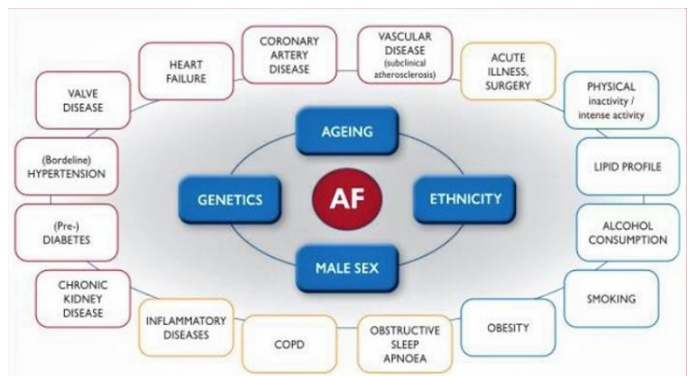 CORONARY
ARTERY
DISEASE
VASCULAR
DISEASE
(subclinical
atherosclerosis)
HEART
FAILURE
ACUTE
ILLNESS,
SURGERY
VALVE
DISEASE
PHYSICAL
inactivity /
intense activity
(Bordeline)
HYPERTENSION
LIPID PROFILE
(Pre-)
DIABETES
ALCOHOL
CONSUMPTION
CHRONIC
KIDNEY
DISEASE
SMOKING
INFLAMMATORY
DISEASES
COPD
OBSTRUCTIVE
SLEEP
APNOEA
OBESITY
AGEING
GENETICS
AF
ETHNICITY
MALE SEX